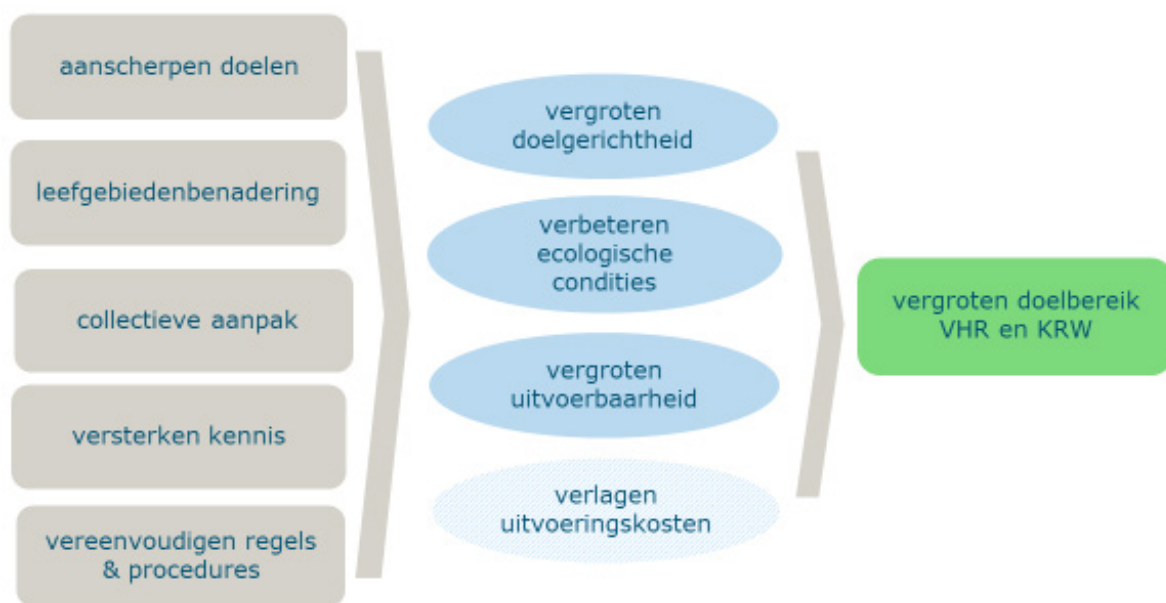 aanscherpen doelen
leefgebiedenbenadering
collectieve aanpak
versterken kennis
vereenvoudigen regels
& procedures
vergroten
doelgerichtheid
verbeteren
ecologische
condities
vergroten
uitvoerbaarheid
verlagen
uitvoeringskosten
vergroten doelbereik
VHR en KRW